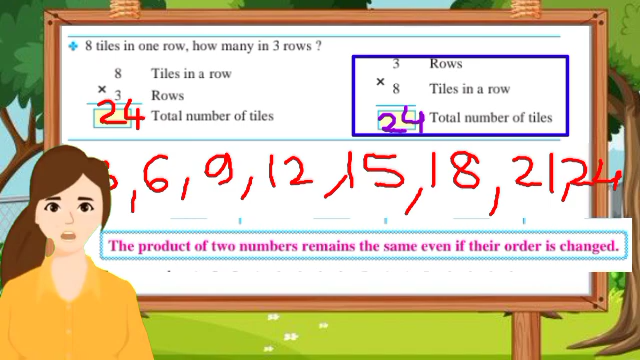 8 tiles in one row, how many in 3 rows ?
8 Tiles in a row
× 3 Rows
24 Total number of tiles
3 Rows
× 8 Tiles in a row
24 Total number of tiles
, 6, 9, 12, 15, 18, 21, 24
The product of two numbers remains the same even if their order is changed.